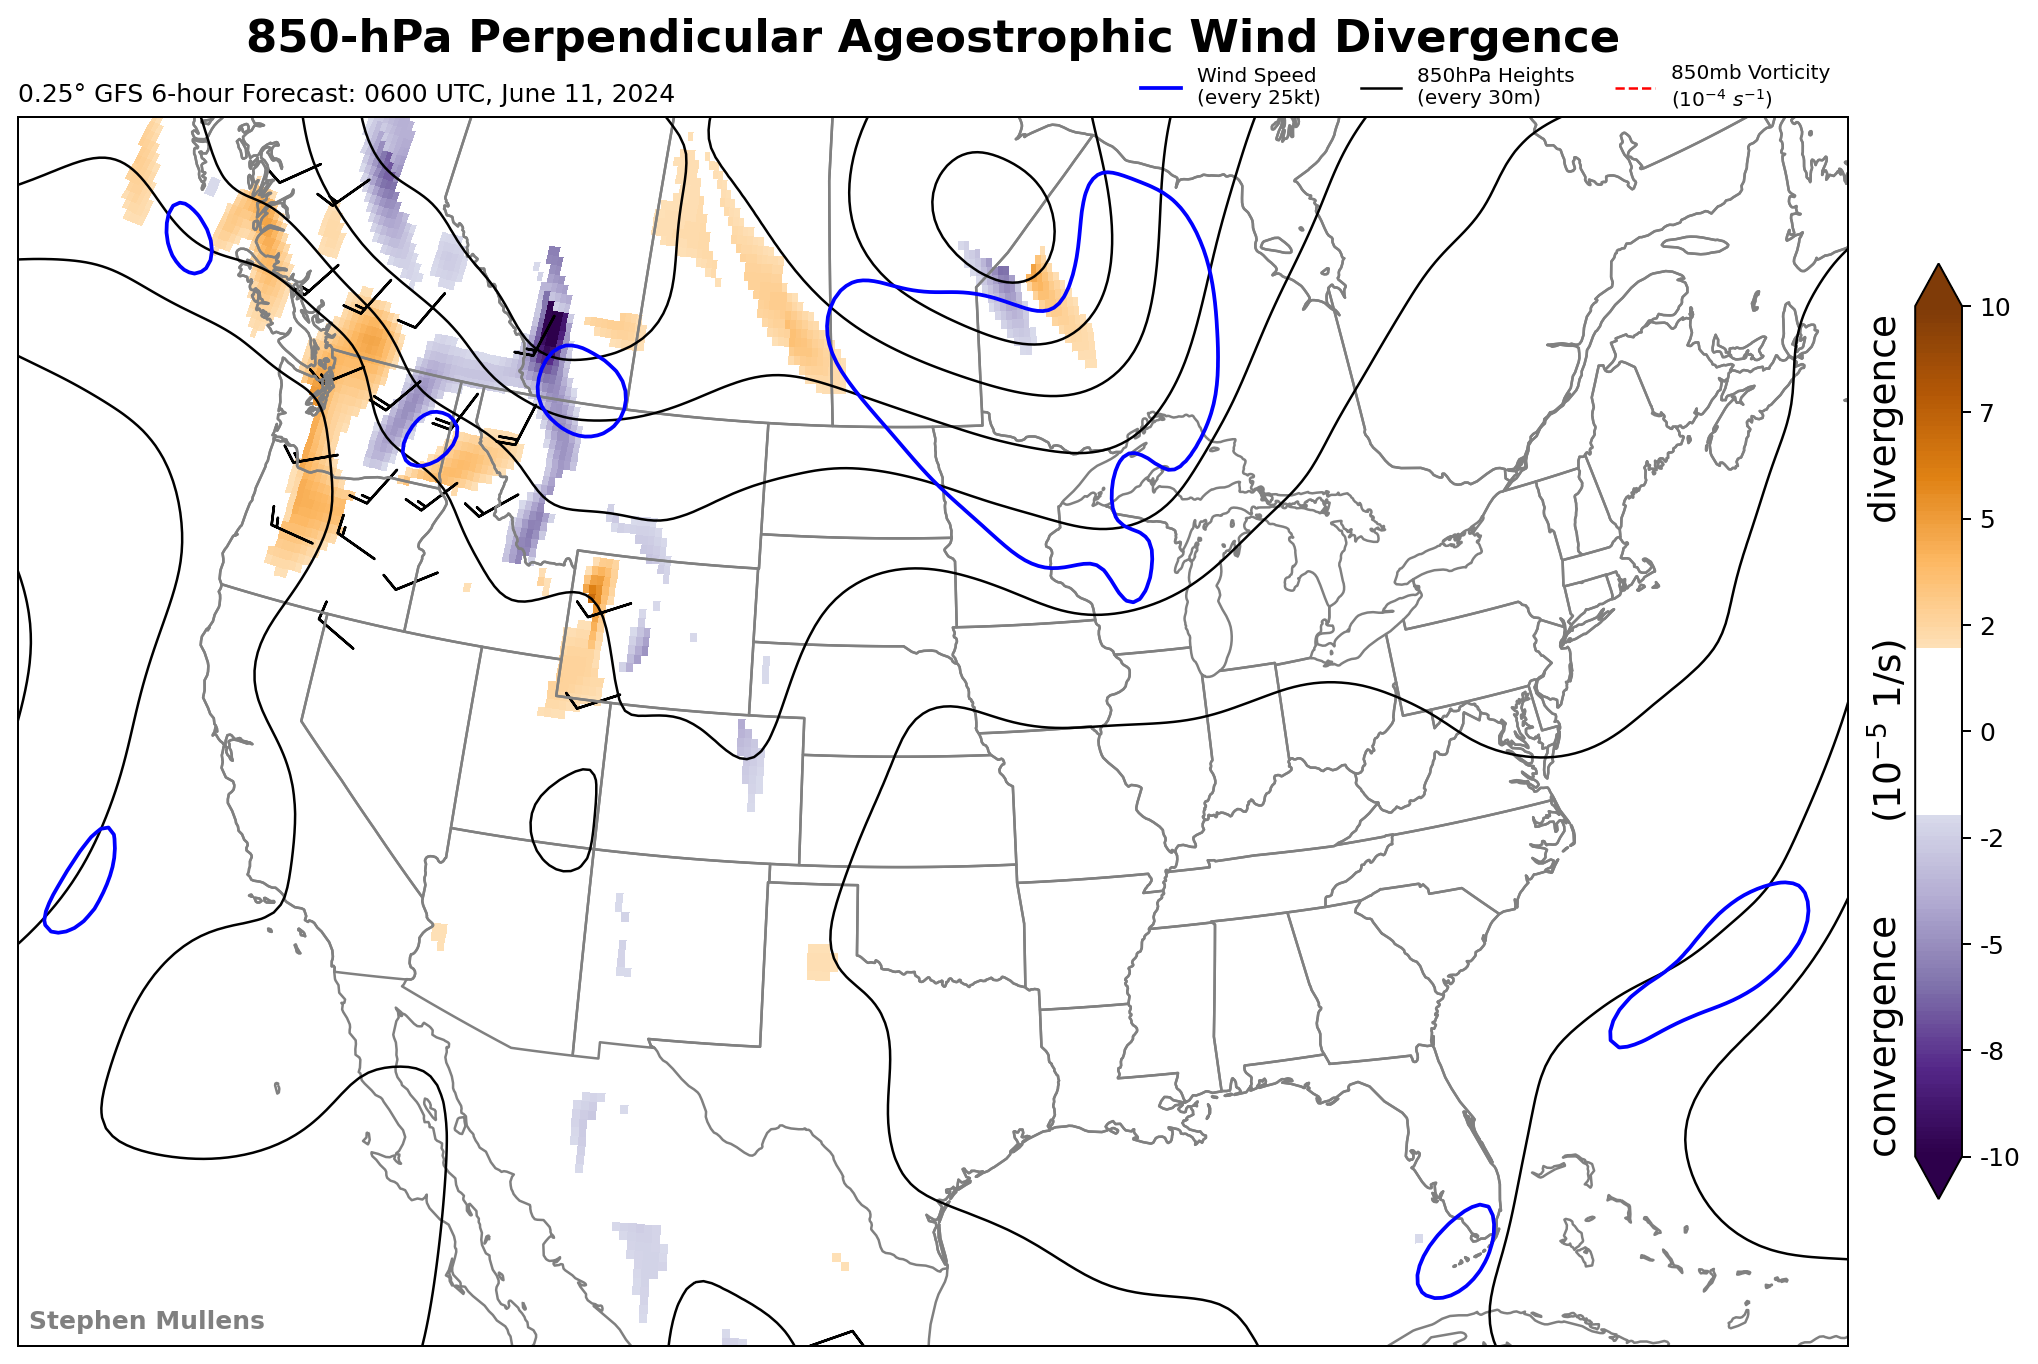 850-hPa Perpendicular Ageostrophic Wind Divergence
0.25° GFS 6-hour Forecast: 0600 UTC, June 11, 2024
Wind Speed
(every 25kt)
850hPa Heights
(every 30m)
850mb Vorticity
(10⁻⁴ s⁻¹)
10
7
5
2
0
-2
-5
-8
-10
convergence (10⁻⁵ 1/s) divergence
Stephen Mullens